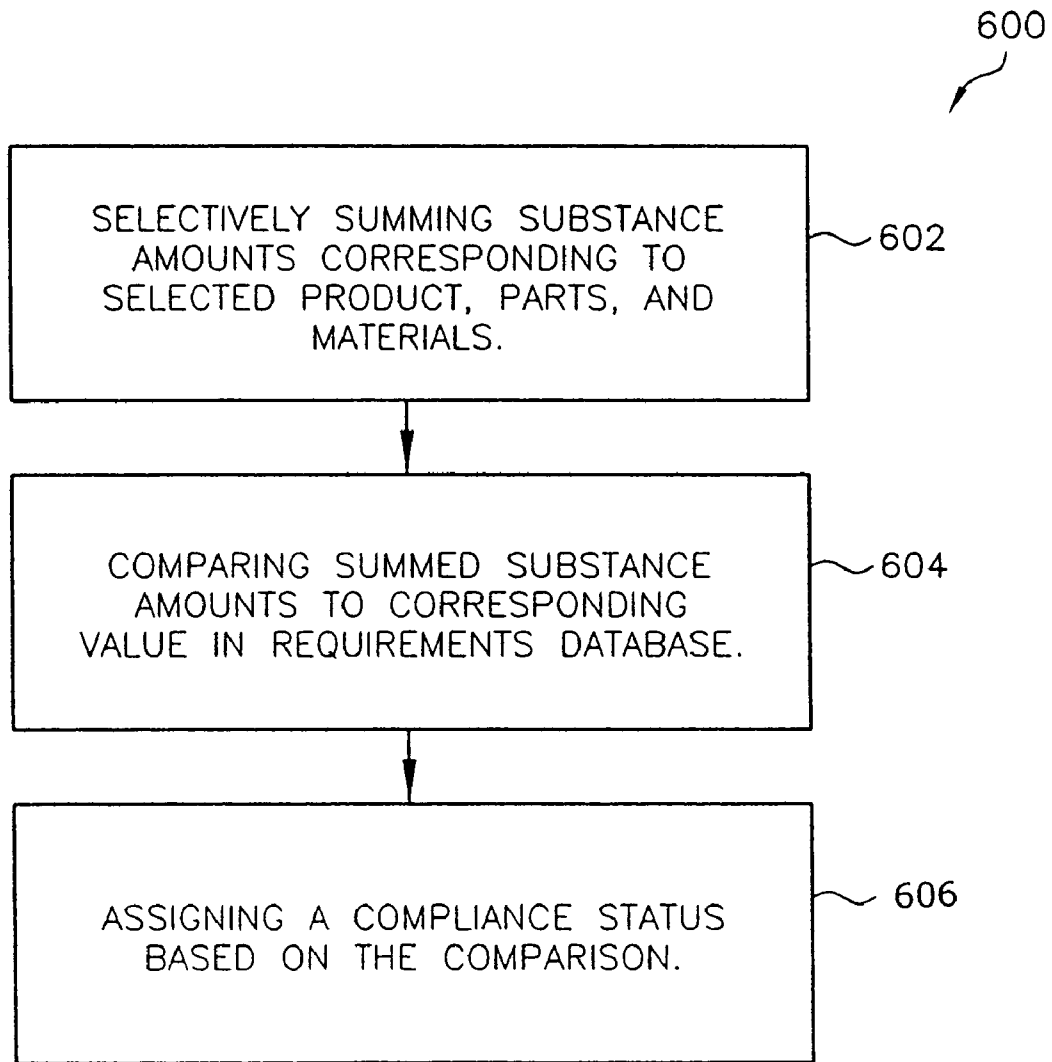 600
SELECTIVELY SUMMING SUBSTANCE
AMOUNTS CORRESPONDING TO
SELECTED PRODUCT, PARTS, AND
MATERIALS.
602
COMPARING SUMMED SUBSTANCE
AMOUNTS TO CORRESPONDING
VALUE IN REQUIREMENTS DATABASE.
604
ASSIGNING A COMPLIANCE STATUS
BASED ON THE COMPARISON.
606